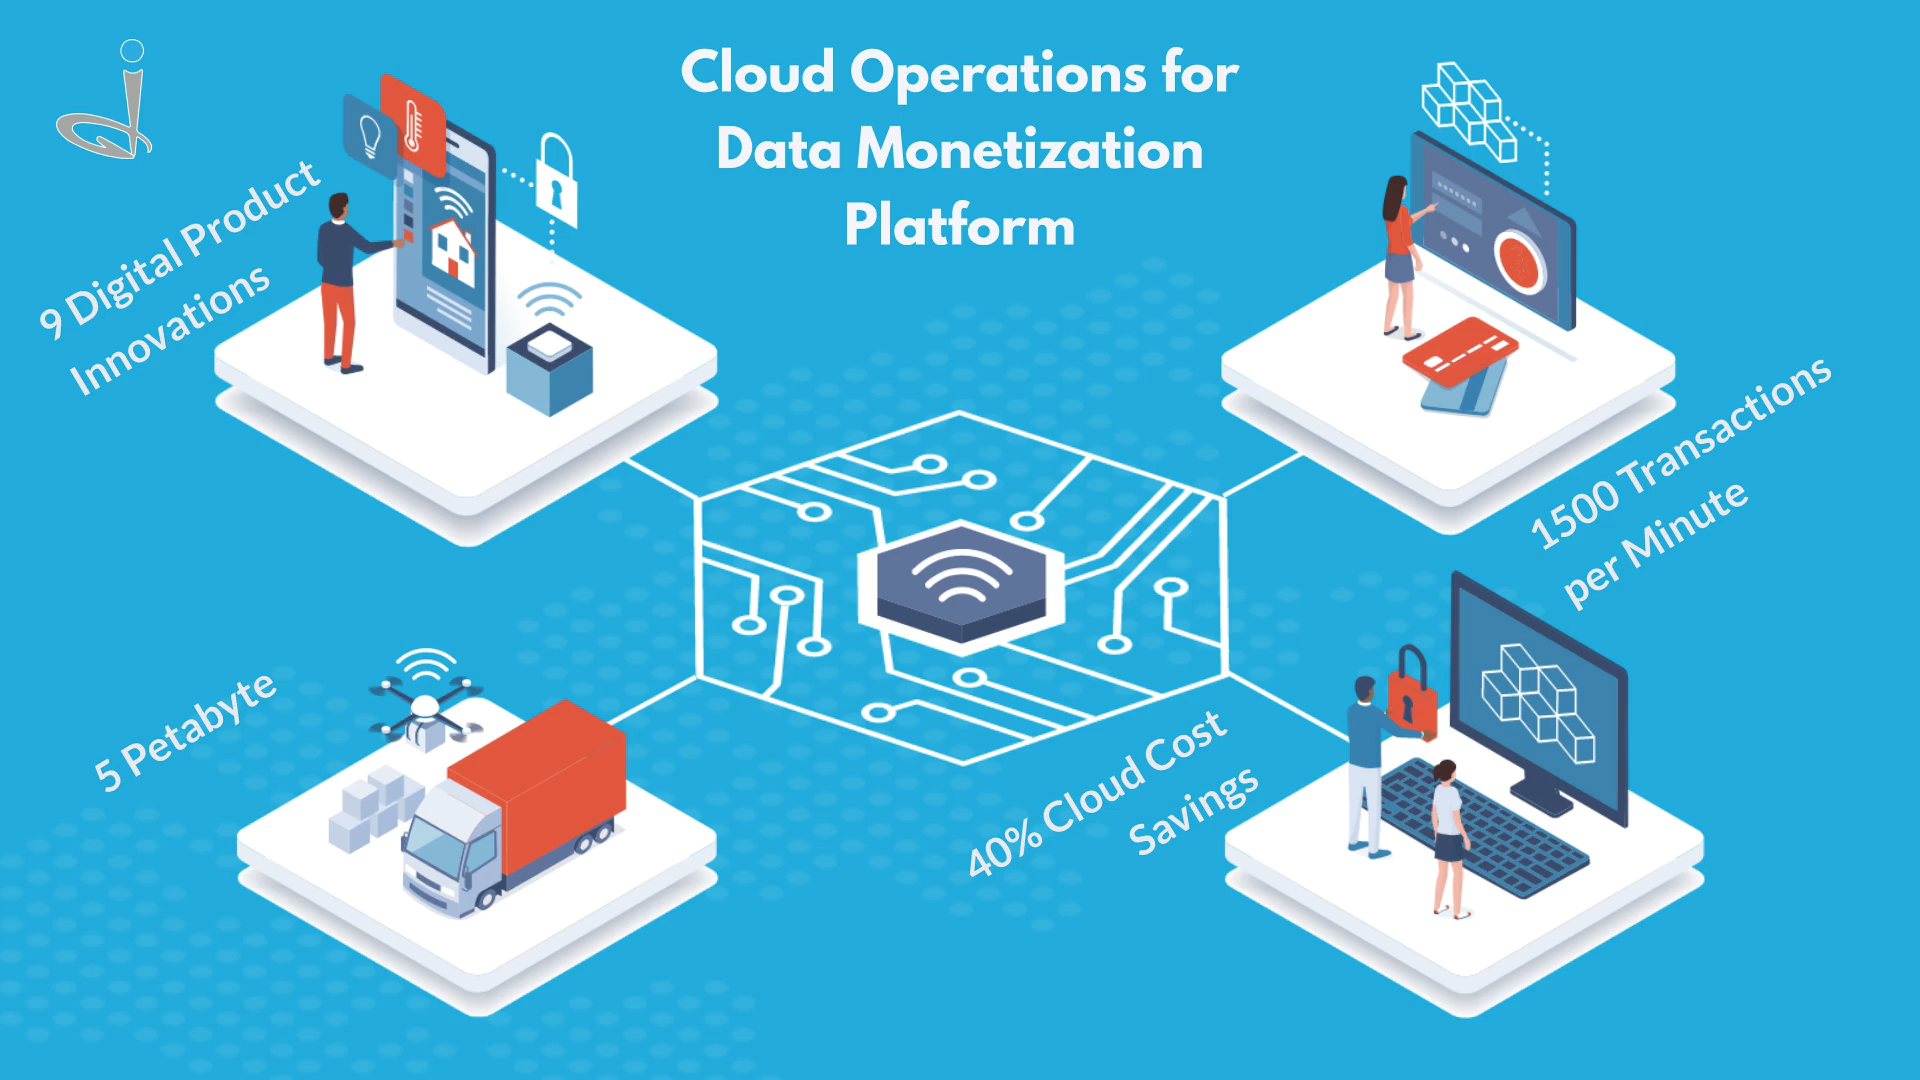 Cloud Operations for
Data Monetization
Platform
9 Digital Product
Innovations
1500 Transactions
per Minute
5 Petabyte
40% Cloud Cost
Savings